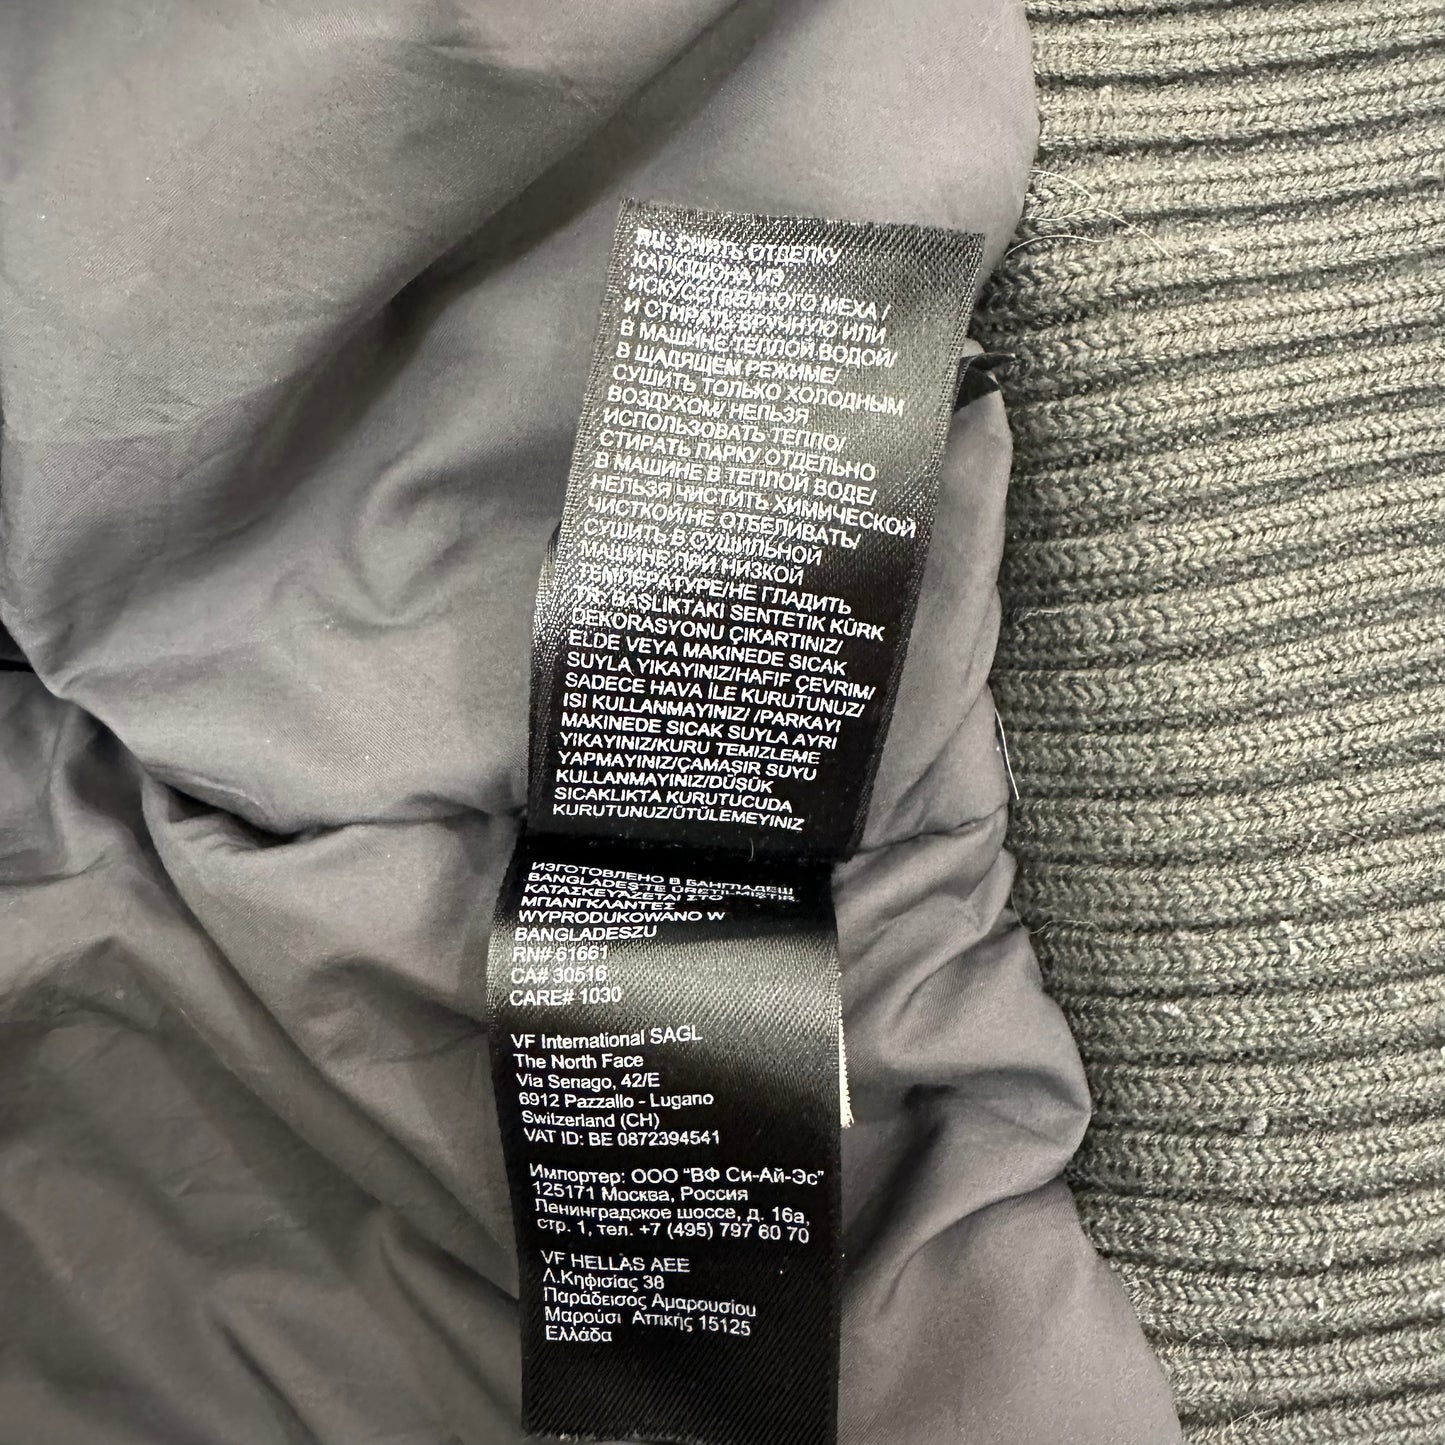 RU: СНЯТЬ ОТДЕЛКУ
КАПЮШОНА ИЗ
ИСКУССТВЕННОГО МЕХА /
И СТИРАТЬ ВРУЧНУЮ ИЛИ
В МАШИНЕ ТЕПЛОЙ ВОДОЙ/
В ЩАДЯЩЕМ РЕЖИМЕ/
СУШИТЬ ТОЛЬКО ХОЛОДНЫМ
ВОЗДУХОМ/ НЕЛЬЗЯ
ИСПОЛЬЗОВАТЬ ТЕПЛО/
СТИРАТЬ ПАРКУ ОТДЕЛЬНО
В МАШИНЕ В ТЕПЛОЙ ВОДЕ/
НЕЛЬЗЯ ЧИСТИТЬ ХИМИЧЕСКОЙ
ЧИСТКОЙ/НЕ ОТБЕЛИВАТЬ/
СУШИТЬ В СУШИЛЬНОЙ
МАШИНЕ ПРИ НИЗКОЙ
ТЕМПЕРАТУРЕ/НЕ ГЛАДИТЬ
TR: BAŞLIKTAKI SENTETIK KÜRK
DEKORASYONU ÇIKARTINIZ/
ELDE VEYA MAKINEDE SICAK
SUYLA YIKAYINIZ/HAFIF ÇEVRIM/
SADECE HAVA İLE KURUTUNUZ/
ISI KULLANMAYINIZ/ /PARKAYI
MAKINEDE SICAK SUYLA AYRI
YIKAYINIZ/KURU TEMIZLEME
YAPMAYINIZ/ÇAMAŞIR SUYU
KULLANMAYINIZ/DÜŞÜK
SICAKLIKTA KURUTUCUDA
KURUTUNUZ/ÜTÜLEMEYINIZ
ИЗГОТОВЛЕНО В БАНГЛАДЕШ
BANGLADEŞ'TE ÜRETILMIŞTIR
ΚΑΤΑΣΚΕΥΑΖΕΤΑΙ ΣΤΟ
ΜΠΑΝΓΚΛΑΝΤΕΣ
WYPRODUKOWANO W
BANGLADESZU
RN# 61661
CA# 30516
CARE# 1030
VF International SAGL
The North Face
Via Senago, 42/E
6912 Pazzallo - Lugano
Switzerland (CH)
VAT ID: BE 0872394541
Импортер: ООО “ВФ Си-Ай-Эс”
125171 Москва, Россия
Ленинградское шоссе, д. 16а,
стр. 1, тел. +7 (495) 797 60 70
VF HELLAS AEE
Λ.Κηφισίας 38
Παράδεισος Αμαρουσίου
Μαρούσι Αττικής 15125
Ελλάδα